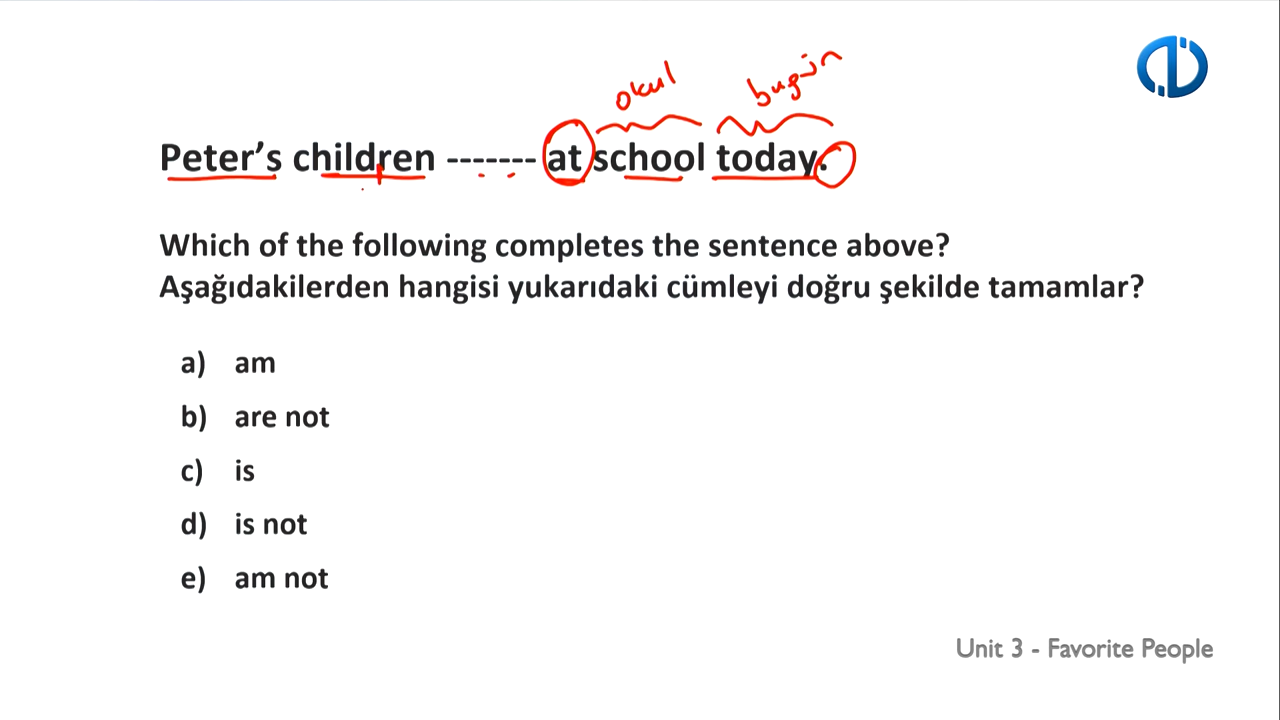 okul bugün
Peter's children ------- at school today.
Which of the following completes the sentence above?
Aşağıdakilerden hangisi yukarıdaki cümleyi doğru şekilde tamamlar?
a) am
b) are not
c) is
d) is not
e) am not
Unit 3 - Favorite People